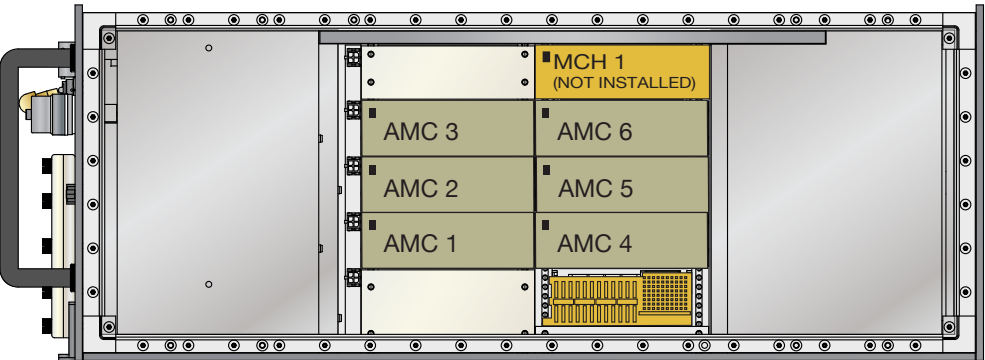 MCH 1
(NOT INSTALLED)
AMC 3
AMC 6
AMC 2
AMC 5
AMC 1
AMC 4